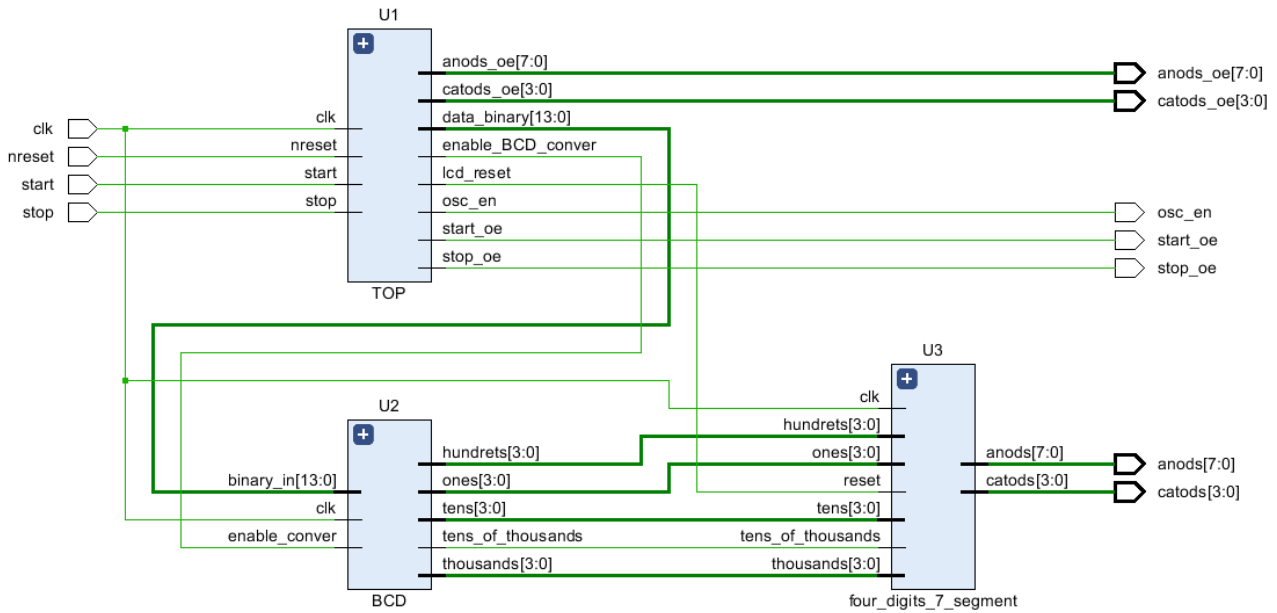 U1
anods_oe[7:0]
anods_oe[7:0]
catods_oe[3:0]
catods_oe[3:0]
clk
clk
data_binary[13:0]
nreset
nreset
enable_BCD_conver
start
start
lcd_reset
stop
stop
osc_en
osc_en
start_oe
start_oe
stop_oe
stop_oe
TOP
U3
clk
U2
hundrets[3:0]
hundrets[3:0]
ones[3:0]
anods[7:0]
anods[7:0]
binary_in[13:0]
ones[3:0]
reset
catods[3:0]
catods[3:0]
clk
tens[3:0]
tens[3:0]
enable_conver
tens_of_thousands
tens_of_thousands
thousands[3:0]
thousands[3:0]
BCD
four_digits_7_segment